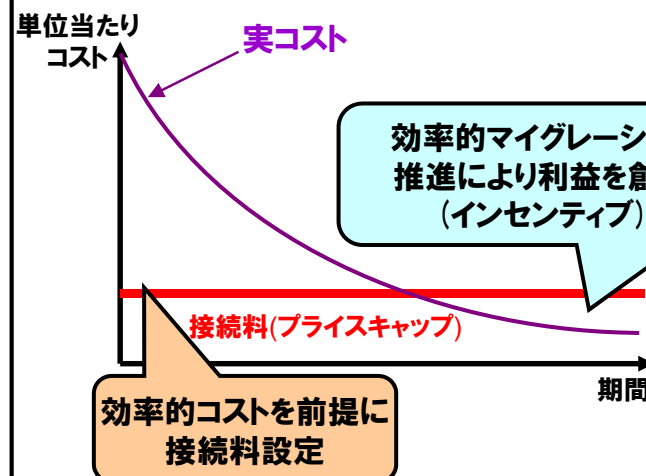 単位当たり
コスト
実コスト
効率的マイグレーシ
推進により利益を創
(インセンティブ)
接続料(プライスキャップ)
期間
効率的コストを前提に
接続料設定